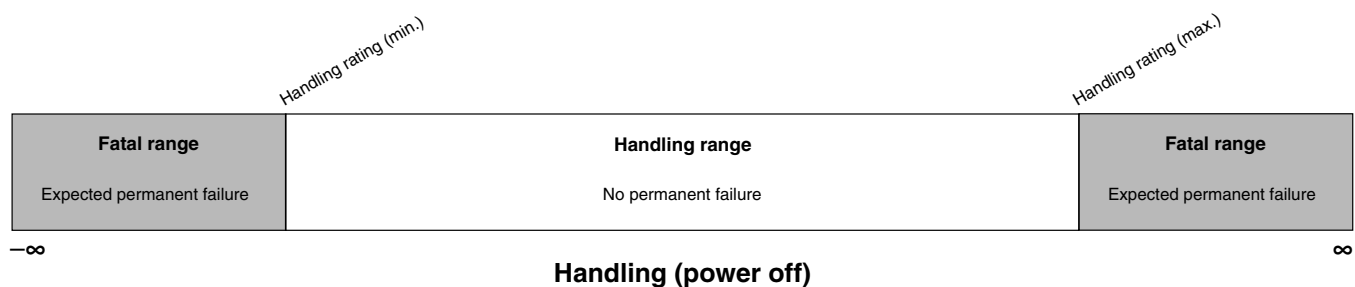 Handling rating (min.)
Handling rating (max.)
Fatal range
Handling range
Fatal range
Expected permanent failure
No permanent failure
Expected permanent failure
–∞
∞
Handling (power off)